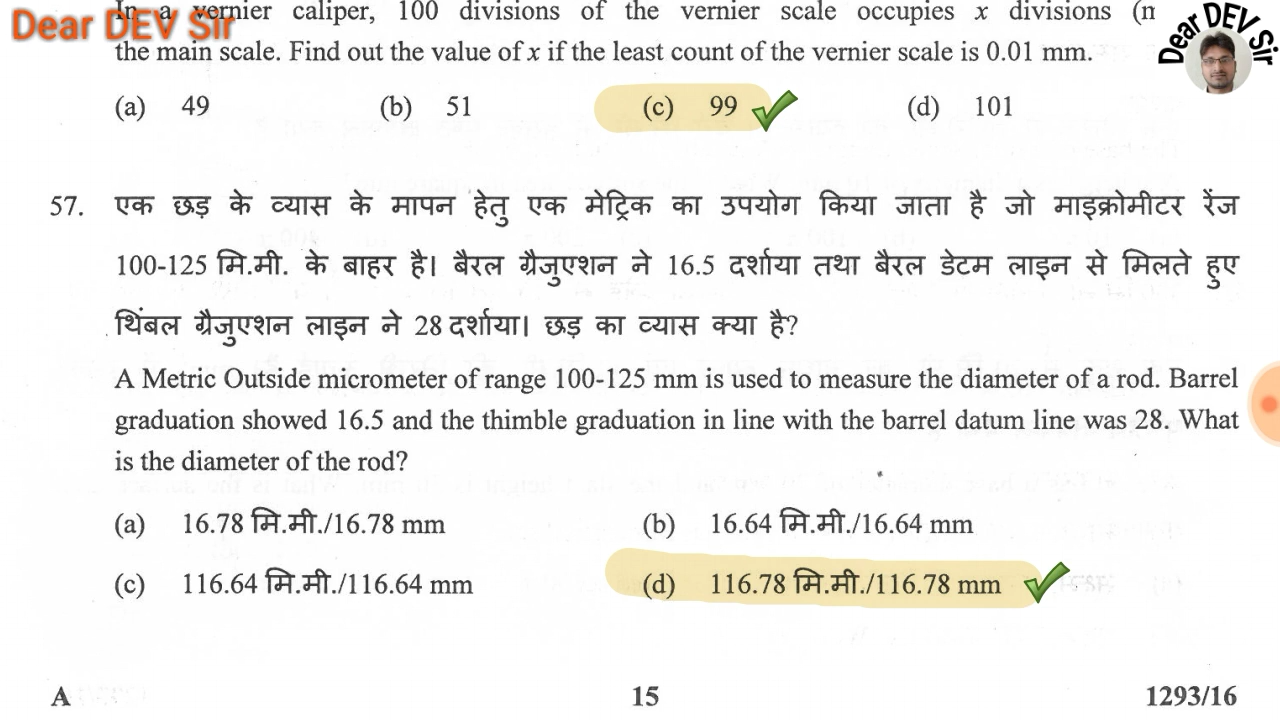 Dear DEV Sir
Dear DEV Sir
In a vernier caliper, 100 divisions of the vernier scale occupies x divisions
the main scale. Find out the value of x if the least count of the vernier scale is 0.01 mm.
(a) 49 (b) 51 (c) 99 (d) 101
57. एक छड़ के व्यास के मापन हेतु एक मेट्रिक का उपयोग किया जाता है जो माइक्रोमीटर रेंज
100-125 मि.मी. के बाहर है। बैरल ग्रैजुएशन ने 16.5 दर्शाया तथा बैरल डेटम लाइन से मिलते हुए
थिंबल ग्रैजुएशन लाइन ने 28 दर्शाया। छड़ का व्यास क्या है?
A Metric Outside micrometer of range 100-125 mm is used to measure the diameter of a rod. Barrel
graduation showed 16.5 and the thimble graduation in line with the barrel datum line was 28. What
is the diameter of the rod?
(a) 16.78 मि.मी./16.78 mm (b) 16.64 मि.मी./16.64 mm
(c) 116.64 मि.मी./116.64 mm (d) 116.78 मि.मी./116.78 mm
A 15 1293/16